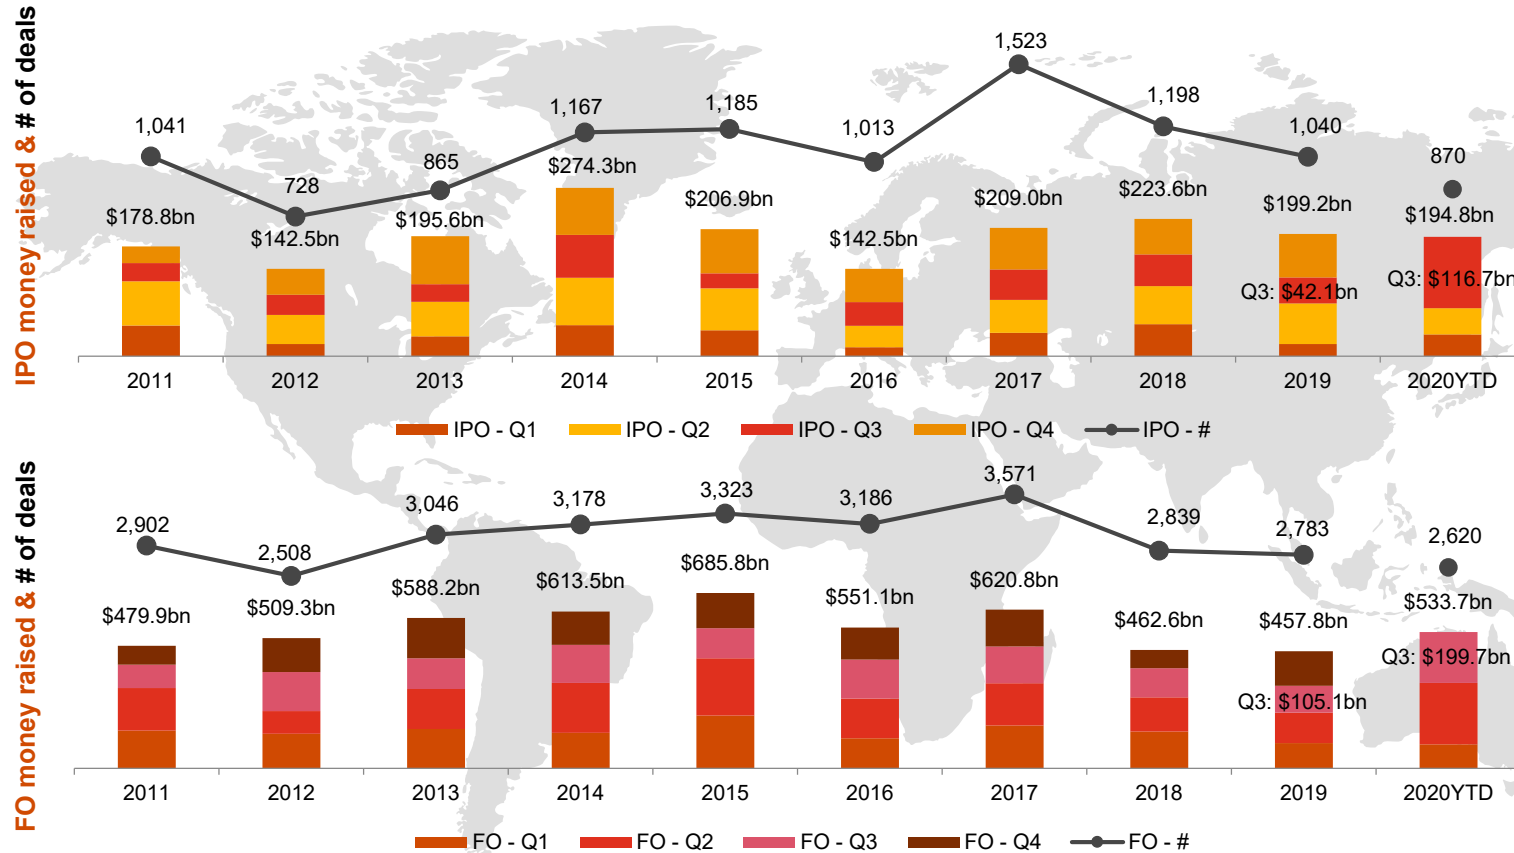 IPO money raised & # of deals
1,041
728
865
1,167
1,185
1,013
1,523
1,198
1,040
870
$178.8bn
$142.5bn
$195.6bn
$274.3bn
$206.9bn
$142.5bn
$209.0bn
$223.6bn
$199.2bn
$194.8bn
Q3: $42.1bn
Q3: $116.7bn
2011
2012
2013
2014
2015
2016
2017
2018
2019
2020YTD
IPO - Q1
IPO - Q2
IPO - Q3
IPO - Q4
IPO - #
FO money raised & # of deals
2,902
2,508
3,046
3,178
3,323
3,186
3,571
2,839
2,783
2,620
$479.9bn
$509.3bn
$588.2bn
$613.5bn
$685.8bn
$551.1bn
$620.8bn
$462.6bn
$457.8bn
$533.7bn
Q3: $105.1bn
Q3: $199.7bn
2011
2012
2013
2014
2015
2016
2017
2018
2019
2020YTD
FO - Q1
FO - Q2
FO - Q3
FO - Q4
FO - #